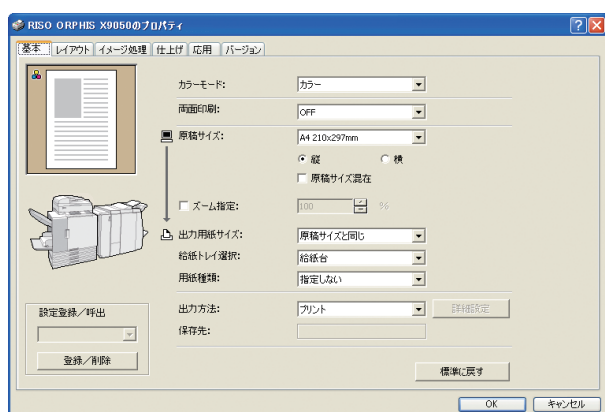 RISO ORPHIS X9050のプロパティ
基本 レイアウト イメージ処理 仕上げ 応用 バージョン
カラーモード: カラー
両面印刷: OFF
原稿サイズ: A4 210x297mm
縦 横
原稿サイズ混在
ズーム指定: 100 %
出力用紙サイズ: 原稿サイズと同じ
給紙トレイ選択: 給紙台
用紙種類: 指定しない
設定登録／呼出
出力方法: プリント 詳細設定
保存先:
登録／削除
標準に戻す
OK キャンセル